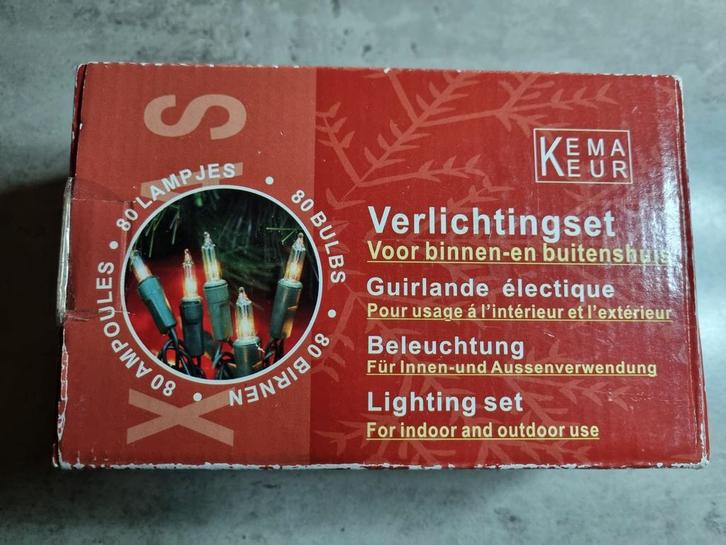 X-AS
80 LAMPJES
80 BULBS
80 BIRNEN
80 AMPOULES
KEMA
KEUR
Verlichtingset
Voor binnen-en buitenshuis
Guirlande électique
Pour usage á l'intérieur et l'extérieur
Beleuchtung
Für Innen-und Aussenverwendung
Lighting set
For indoor and outdoor use